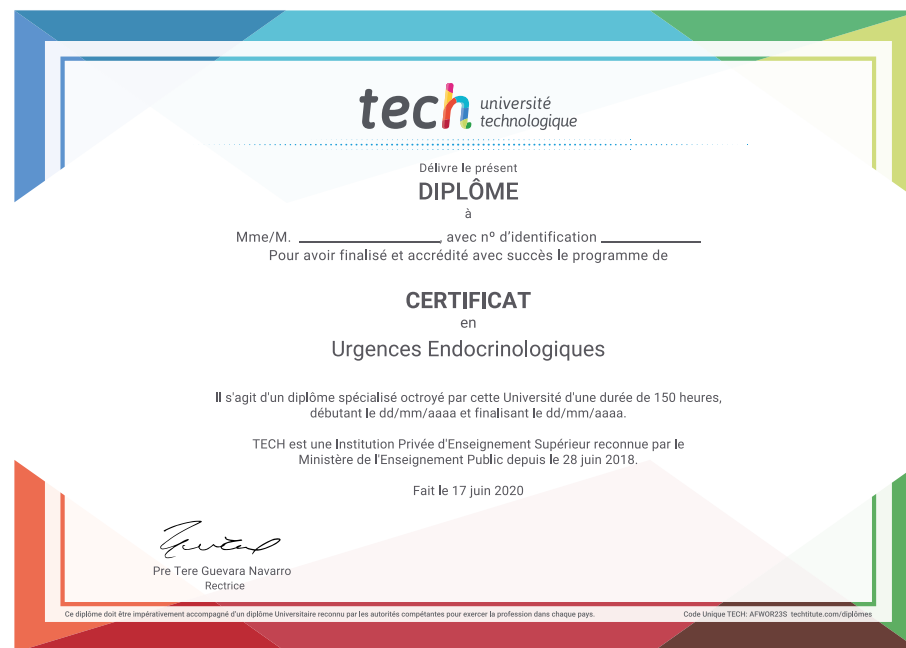 tech université
technologique
Délivre le présent
DIPLÔME
à
Mme/M. ____________________, avec nº d'identification ______________
Pour avoir finalisé et accrédité avec succès le programme de
CERTIFICAT
en
Urgences Endocrinologiques
Il s'agit d'un diplôme spécialisé octroyé par cette Université d'une durée de 150 heures,
débutant le dd/mm/aaaa et finalisant le dd/mm/aaaa.
TECH est une Institution Privée d'Enseignement Supérieur reconnue par le
Ministère de l'Enseignement Public depuis le 28 juin 2018.
Fait le 17 juin 2020
Pre Tere Guevara Navarro
Rectrice
Ce diplôme doit être impérativement accompagné d'un diplôme Universitaire reconnu par les autorités compétentes pour exercer la profession dans chaque pays.
Code Unique TECH: AFWOR23S techtitute.com/diplômes